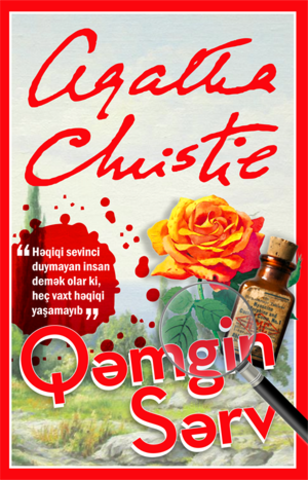 Agatha
Christie
“Həqiqi sevinci
duymayan insan
demək olar ki,
heç vaxt həqiqi
yaşamayıb”
Qəmgin
Sərv